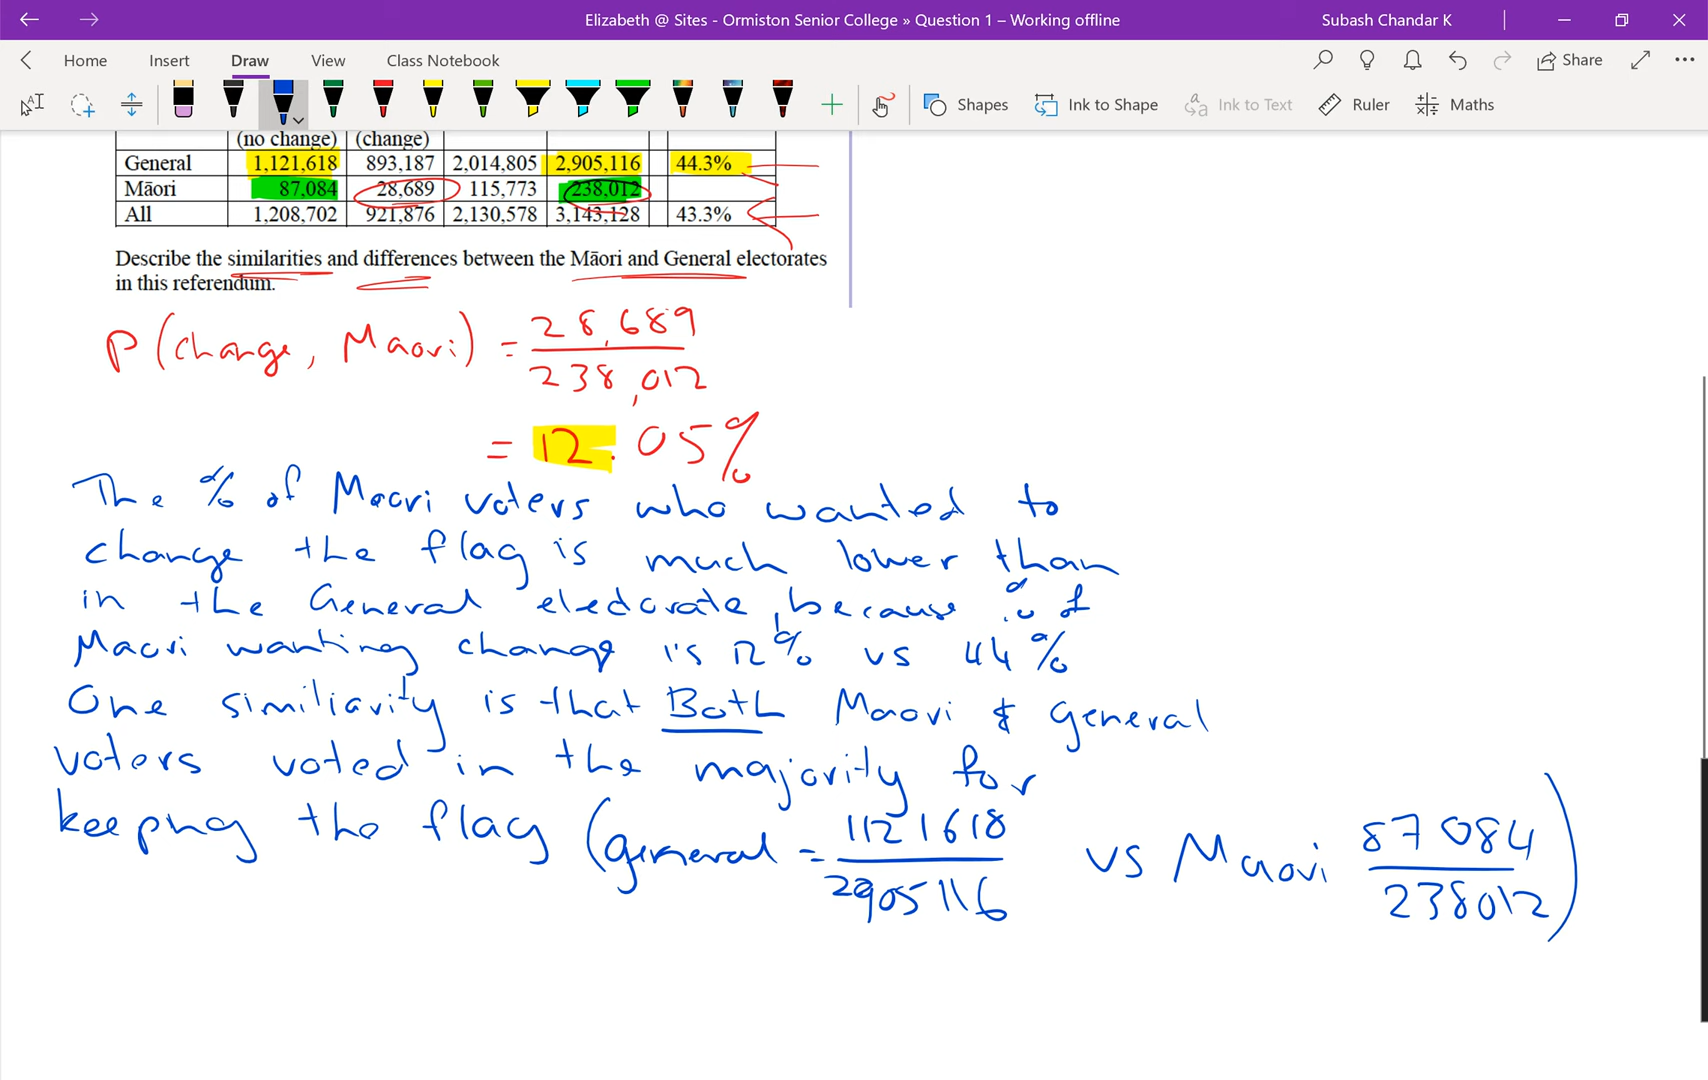 Elizabeth @ Sites - Ormiston Senior College » Question 1 – Working offline
Subash Chandar K
Home Insert Draw View Class Notebook
Share
Shapes Ink to Shape Ink to Text Ruler Maths
(no change) (change)
General 1,121,618 893,187 2,014,805 2,905,116 44.3%
Māori 87,084 28,689 115,773 238,012
All 1,208,702 921,876 2,130,578 3,143,128 43.3%
Describe the similarities and differences between the Māori and General electorates
in this referendum.
P (change, Maori) = 28,689 / 238,012
= 12.05%
The % of Maori voters who wanted to
change the flag is much lower than
in the General electorate, because % of
Maori wanting change is 12% vs 44%
One similiarity is that Both Maori & general
voters voted in the majority for
keeping the flag (general = 1121618 / 2905116 vs Maori 87084 / 238012)